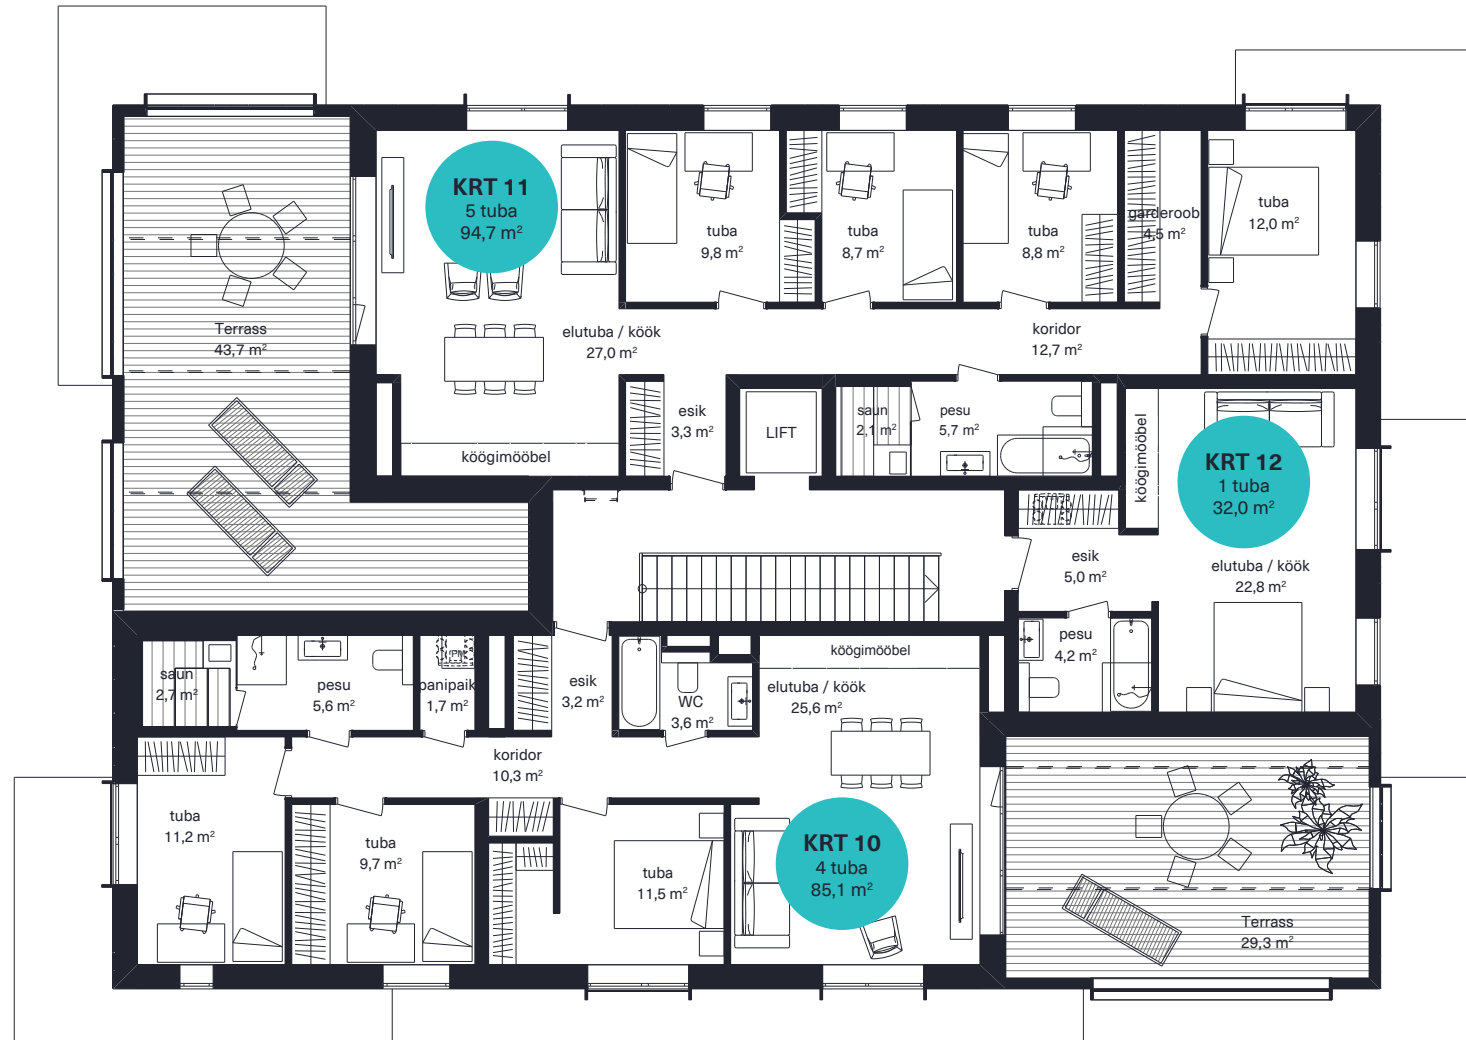 KRT 11
5 tuba
94,7 m²
tuba
9,8 m²
tuba
8,7 m²
tuba
8,8 m²
garderoob
4,5 m²
tuba
12,0 m²
Terrass
43,7 m²
elutuba / köök
27,0 m²
koridor
12,7 m²
esik
3,3 m²
LIFT
saun
2,1 m²
pesu
5,7 m²
köögimööbel
köögimööbel
KRT 12
1 tuba
32,0 m²
esik
5,0 m²
elutuba / köök
22,8 m²
pesu
4,2 m²
saun
2,7 m²
pesu
5,6 m²
PM
panipaik
1,7 m²
esik
3,2 m²
WC
3,6 m²
köögimööbel
elutuba / köök
25,6 m²
koridor
10,3 m²
tuba
11,2 m²
tuba
9,7 m²
tuba
11,5 m²
KRT 10
4 tuba
85,1 m²
Terrass
29,3 m²